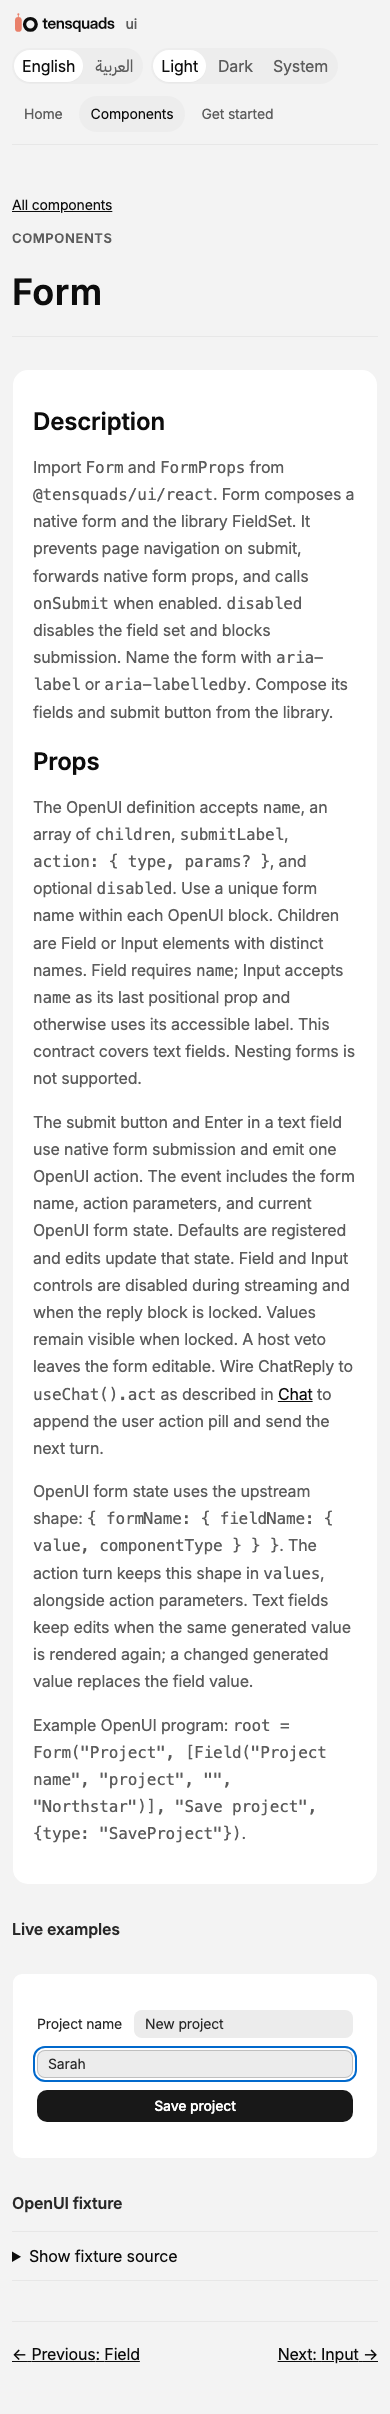 tensquads ui
English العربية Light Dark System
Home Components Get started
All components
COMPONENTS
Form
Description
Import Form and FormProps from
@tensquads/ui/react. Form composes a
native form and the library FieldSet. It
prevents page navigation on submit,
forwards native form props, and calls
onSubmit when enabled. disabled
disables the field set and blocks
submission. Name the form with aria-
label or aria-labelledby. Compose its
fields and submit button from the library.
Props
The OpenUI definition accepts name, an
array of children, submitLabel,
action: { type, params? }, and
optional disabled. Use a unique form
name within each OpenUI block. Children
are Field or Input elements with distinct
names. Field requires name; Input accepts
name as its last positional prop and
otherwise uses its accessible label. This
contract covers text fields. Nesting forms is
not supported.
The submit button and Enter in a text field
use native form submission and emit one
OpenUI action. The event includes the form
name, action parameters, and current
OpenUI form state. Defaults are registered
and edits update that state. Field and Input
controls are disabled during streaming and
when the reply block is locked. Values
remain visible when locked. A host veto
leaves the form editable. Wire ChatReply to
useChat().act as described in Chat to
append the user action pill and send the
next turn.
OpenUI form state uses the upstream
shape: { formName: { fieldName: {
value, componentType } } }. The
action turn keeps this shape in values,
alongside action parameters. Text fields
keep edits when the same generated value
is rendered again; a changed generated
value replaces the field value.
Example OpenUI program: root =
Form("Project", [Field("Project
name", "project", "",
"Northstar")], "Save project",
{type: "SaveProject"}).
Live examples
Project name New project
Sarah
Save project
OpenUI fixture
▶ Show fixture source
← Previous: Field Next: Input →